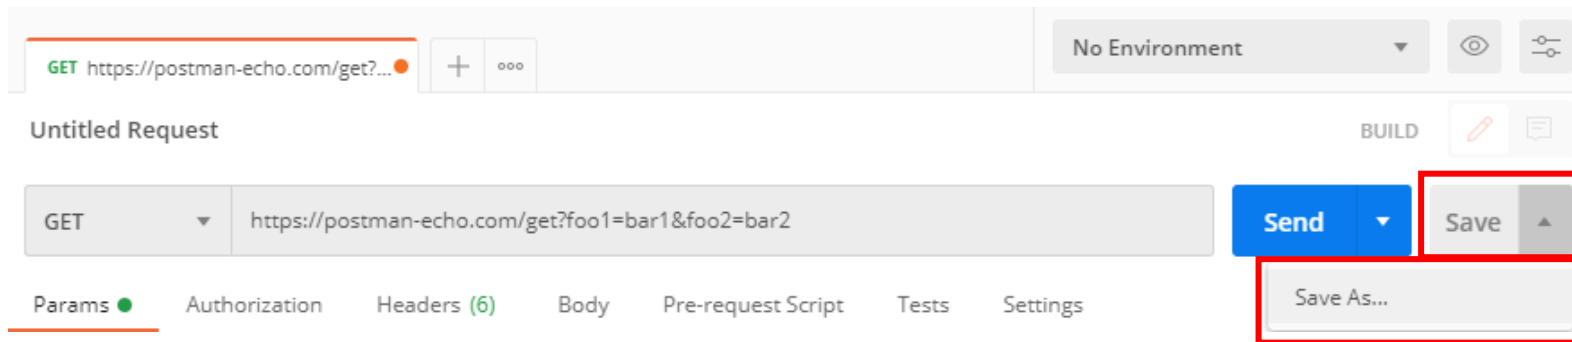 GET https://postman-echo.com/get?...
No Environment
Untitled Request
BUILD
GET https://postman-echo.com/get?foo1=bar1&foo2=bar2 Send Save
Params Authorization Headers (6) Body Pre-request Script Tests Settings
Save As...